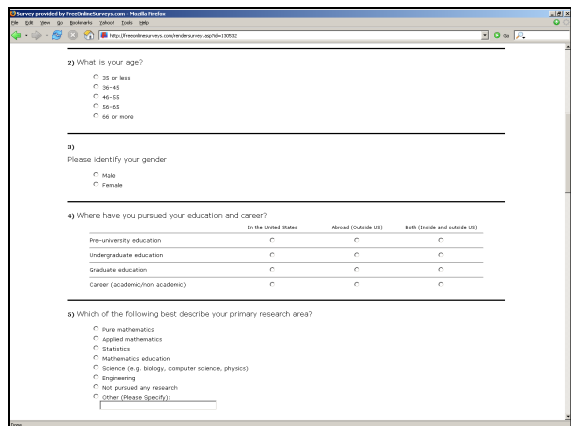 Survey provided by FreeOnlineSurveys.com - Mozilla Firefox
File Edit View Go Bookmarks Yahoo! Tools Help
http://freeonlinesurveys.com/rendersurvey.asp?id=130532 Go
2) What is your age?
35 or less
36-45
46-55
56-65
66 or more
3)
Please identify your gender
Male
Female
4) Where have you pursued your education and career?
In the United States Abroad (Outside US) Both (Inside and outside US)
Pre-university education
Undergraduate education
Graduate education
Career (academic/non academic)
5) Which of the following best describe your primary research area?
Pure mathematics
Applied mathematics
Statistics
Mathematics education
Science (e.g. biology, computer science, physics)
Engineering
Not pursued any research
Other (Please Specify):
Done